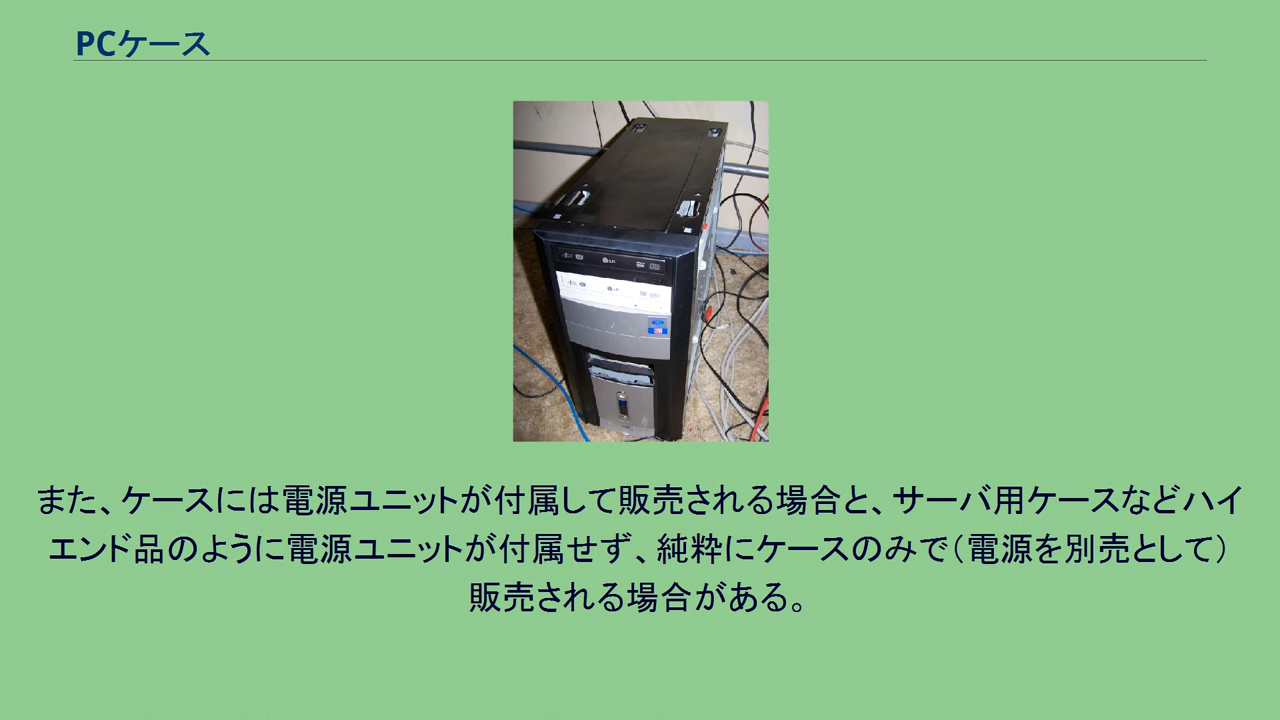 PCケース
LG
LG
また、ケースには電源ユニットが付属して販売される場合と、サーバ用ケースなどハイ
エンド品のように電源ユニットが付属せず、純粋にケースのみで(電源を別売として)
販売される場合がある。